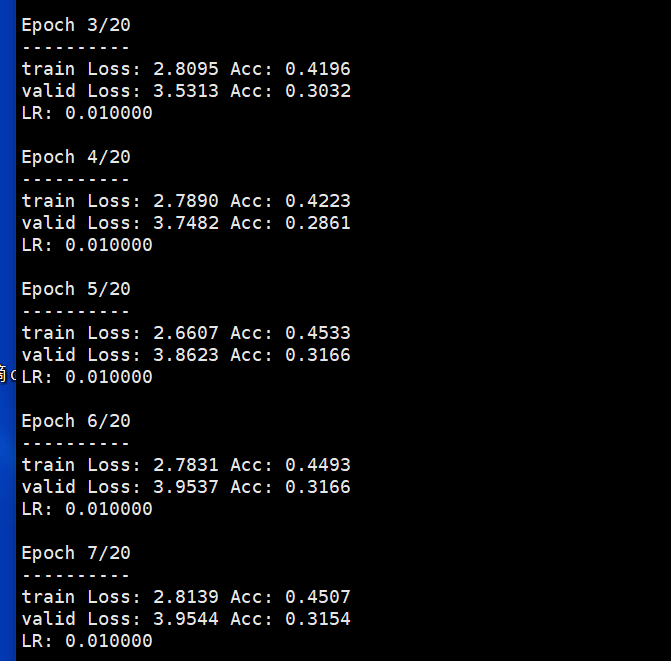 Epoch 3/20
----------
train Loss: 2.8095 Acc: 0.4196
valid Loss: 3.5313 Acc: 0.3032
LR: 0.010000
Epoch 4/20
----------
train Loss: 2.7890 Acc: 0.4223
valid Loss: 3.7482 Acc: 0.2861
LR: 0.010000
Epoch 5/20
----------
train Loss: 2.6607 Acc: 0.4533
valid Loss: 3.8623 Acc: 0.3166
LR: 0.010000
Epoch 6/20
----------
train Loss: 2.7831 Acc: 0.4493
valid Loss: 3.9537 Acc: 0.3166
LR: 0.010000
Epoch 7/20
----------
train Loss: 2.8139 Acc: 0.4507
valid Loss: 3.9544 Acc: 0.3154
LR: 0.010000